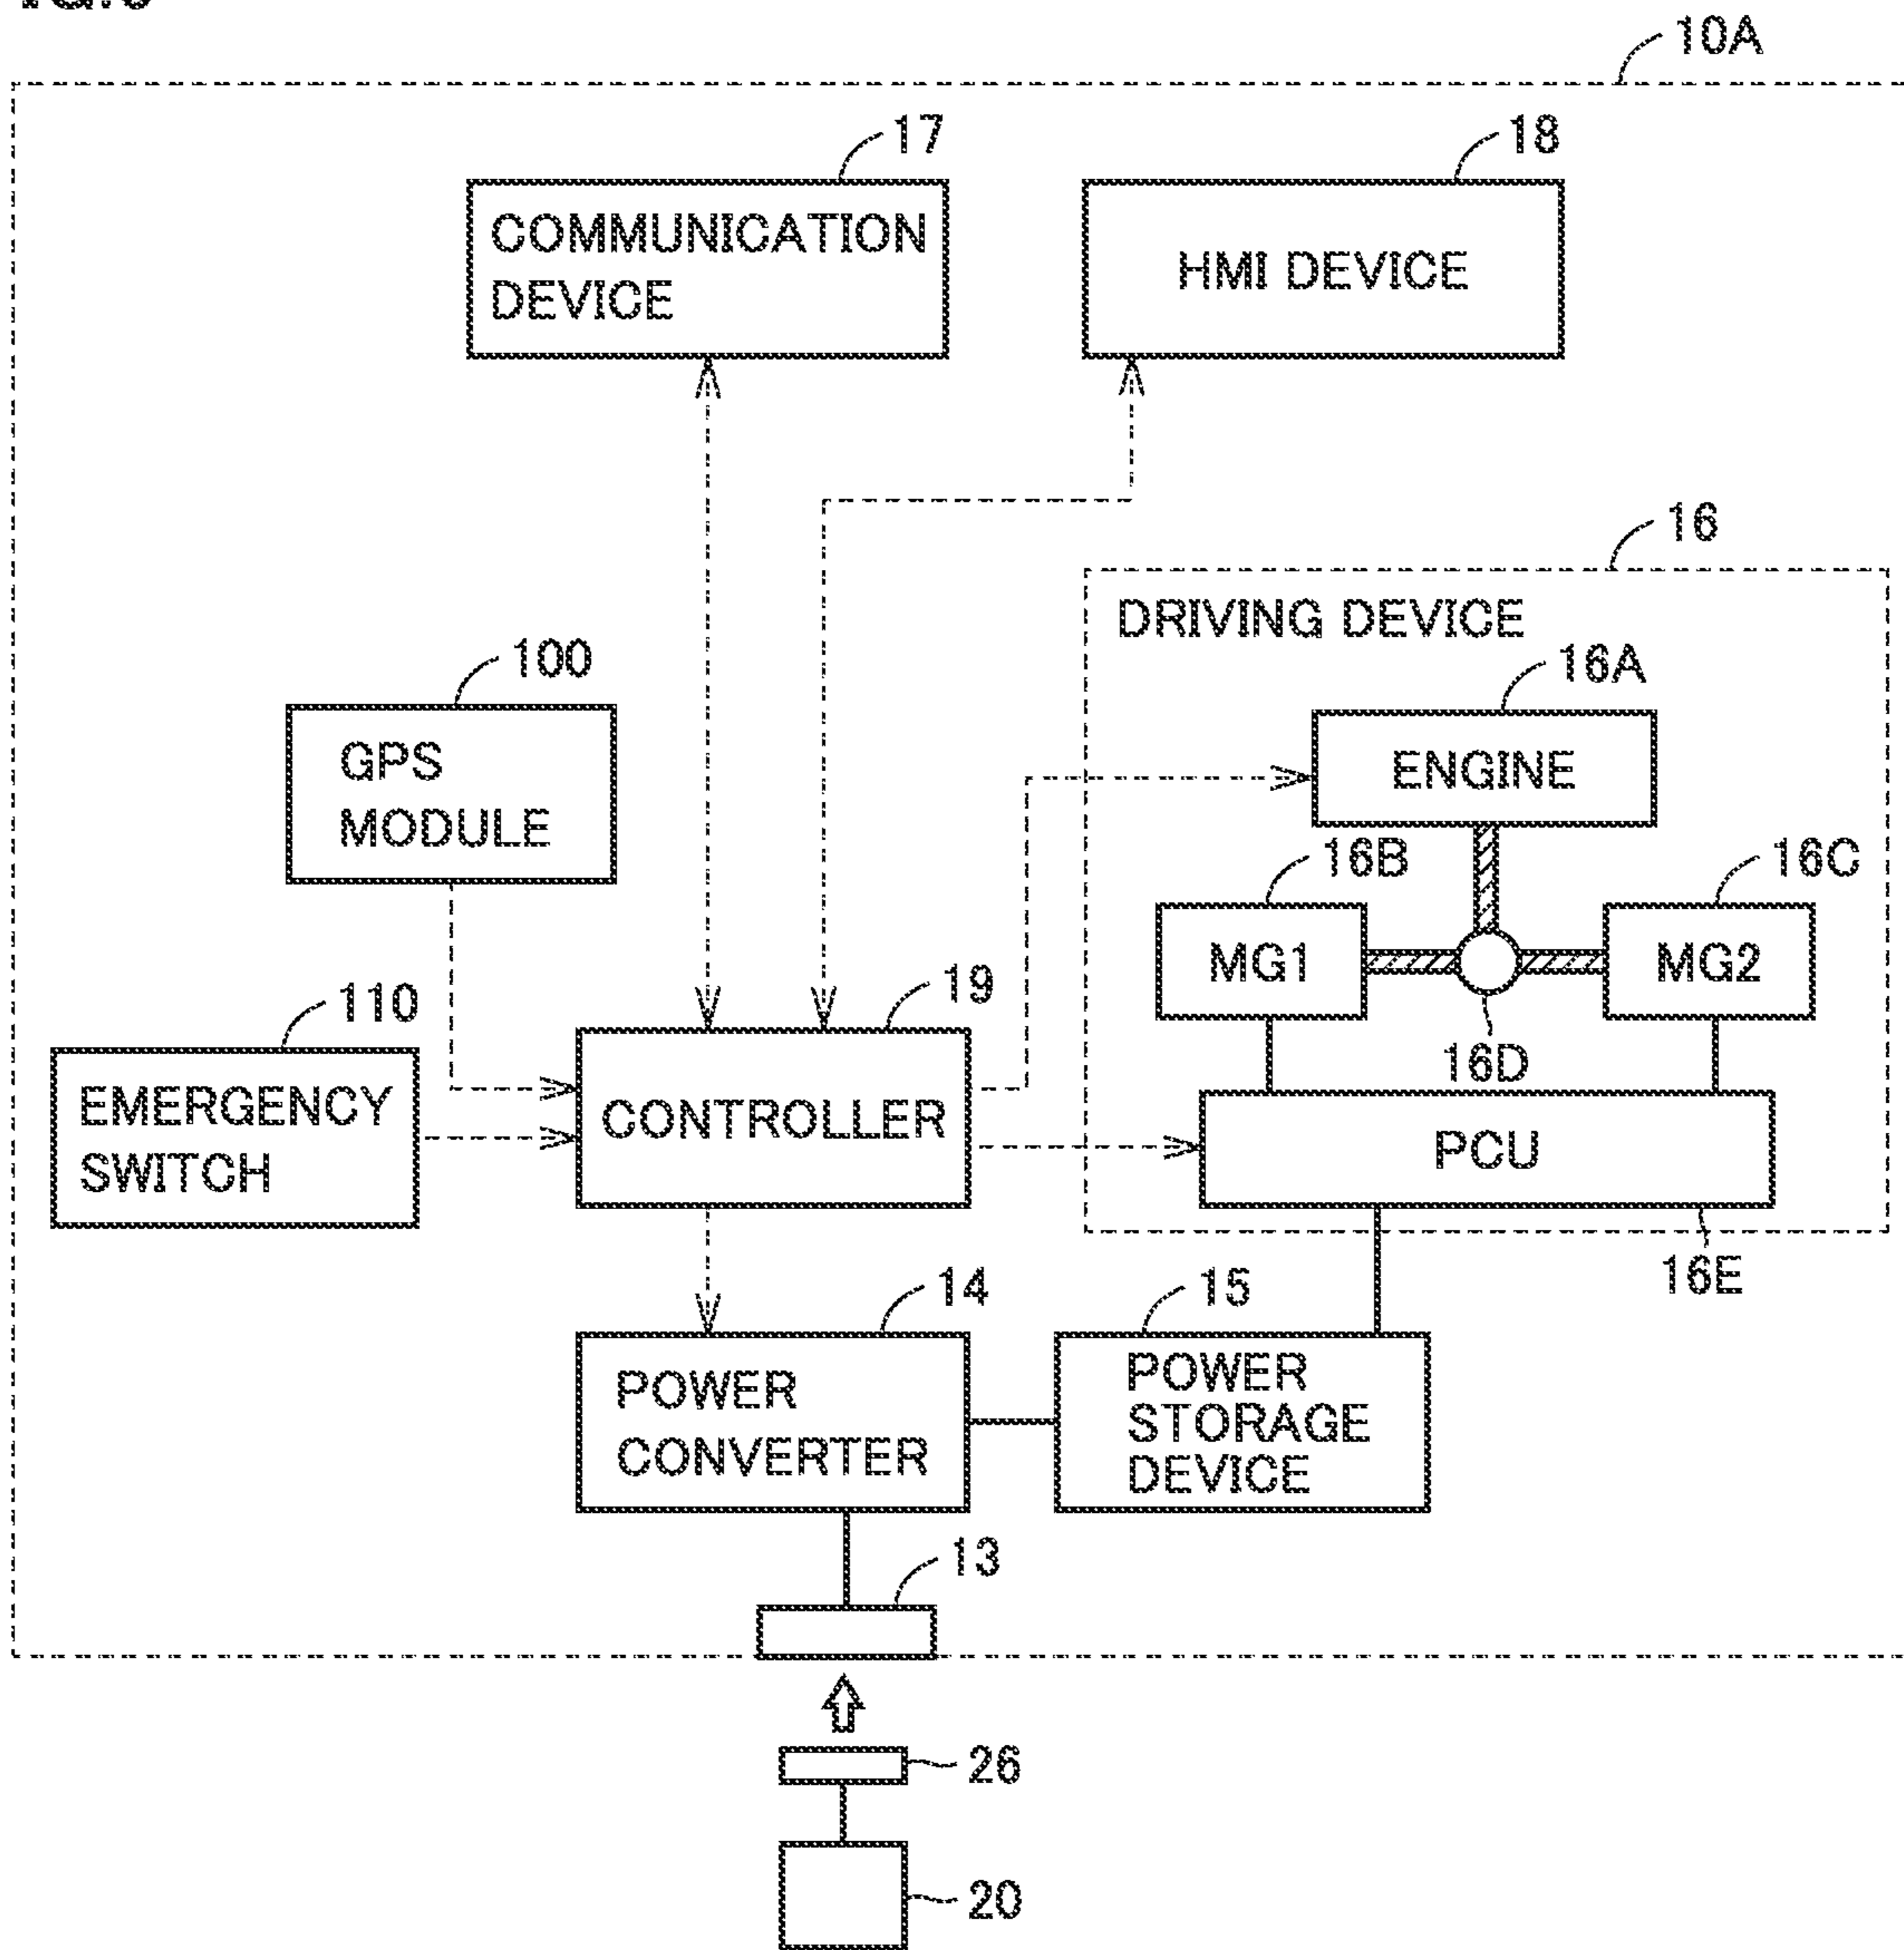 10A
17
18
COMMUNICATION
DEVICE
HMI DEVICE
16
DRIVING DEVICE
100
16A
GPS
MODULE
ENGINE
16B
16C
MG1
MG2
19
110
16D
EMERGENCY
SWITCH
CONTROLLER
PCU
16E
14
15
POWER
CONVERTER
POWER
STORAGE
DEVICE
13
26
20